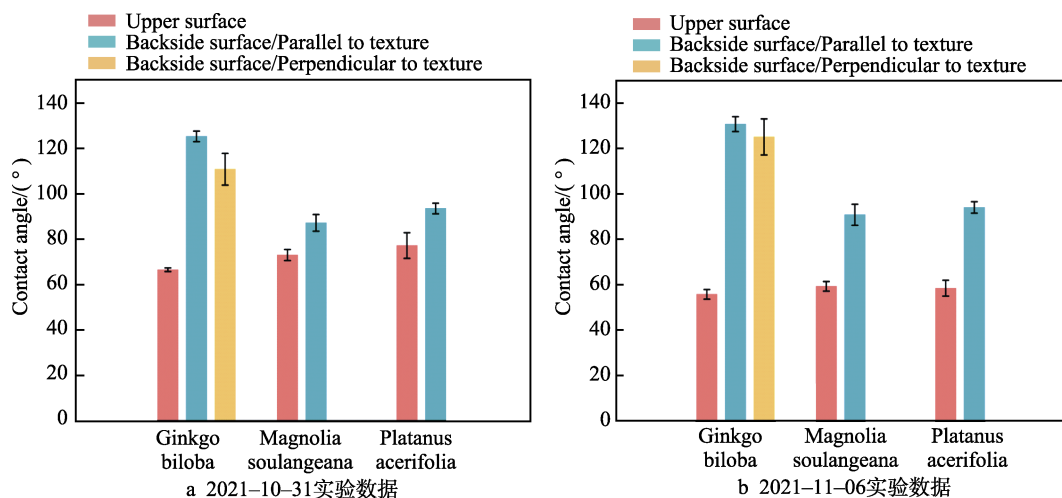 Upper surface
Backside surface/Parallel to texture
Backside surface/Perpendicular to texture
Contact angle/(°)
140
120
100
80
60
40
20
0
Ginkgo
biloba
Magnolia
soulangeana
Platanus
acerifolia
a 2021–10–31实验数据
Upper surface
Backside surface/Parallel to texture
Backside surface/Perpendicular to texture
Contact angle/(°)
140
120
100
80
60
40
20
0
Ginkgo
biloba
Magnolia
soulangeana
Platanus
acerifolia
b 2021–11–06实验数据